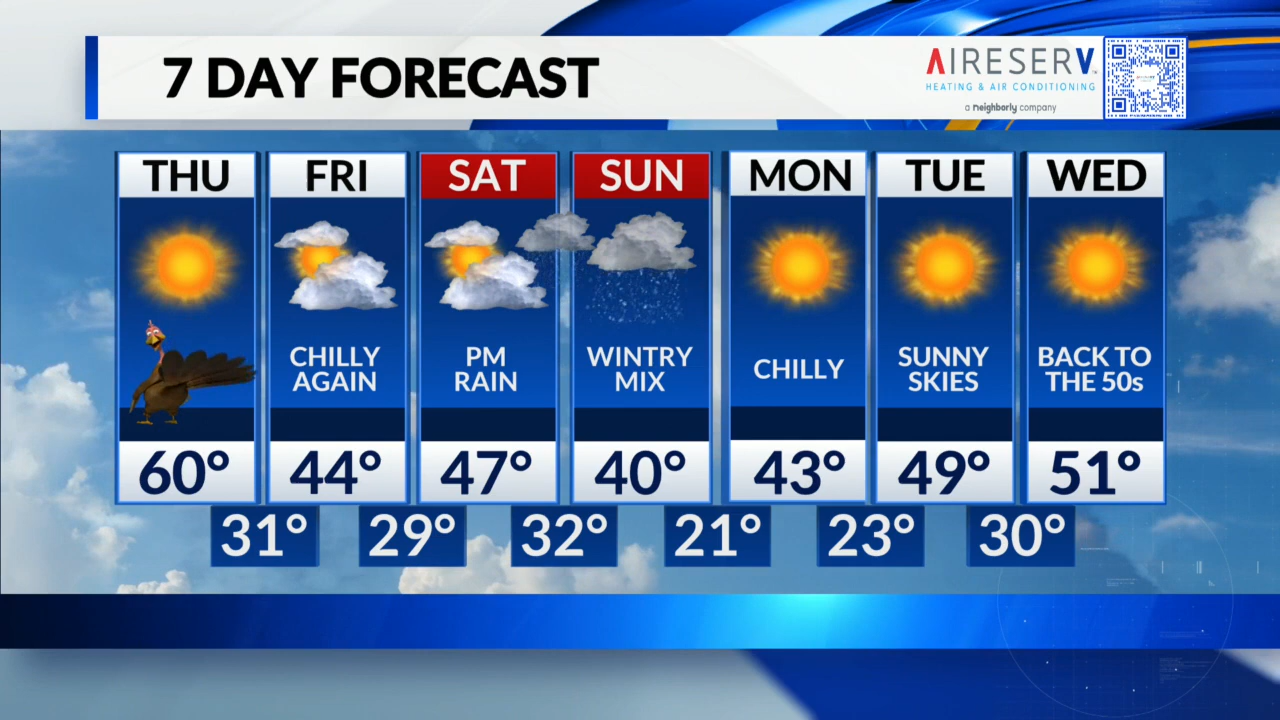 7 DAY FORECAST
AIRESERV
HEATING & AIR CONDITIONING
a neighborly company
THU FRI SAT SUN MON TUE WED
CHILLY AGAIN
PM RAIN
WINTRY MIX
CHILLY
SUNNY SKIES
BACK TO THE 50s
60° 44° 47° 40° 43° 49° 51°
31° 29° 32° 21° 23° 30°